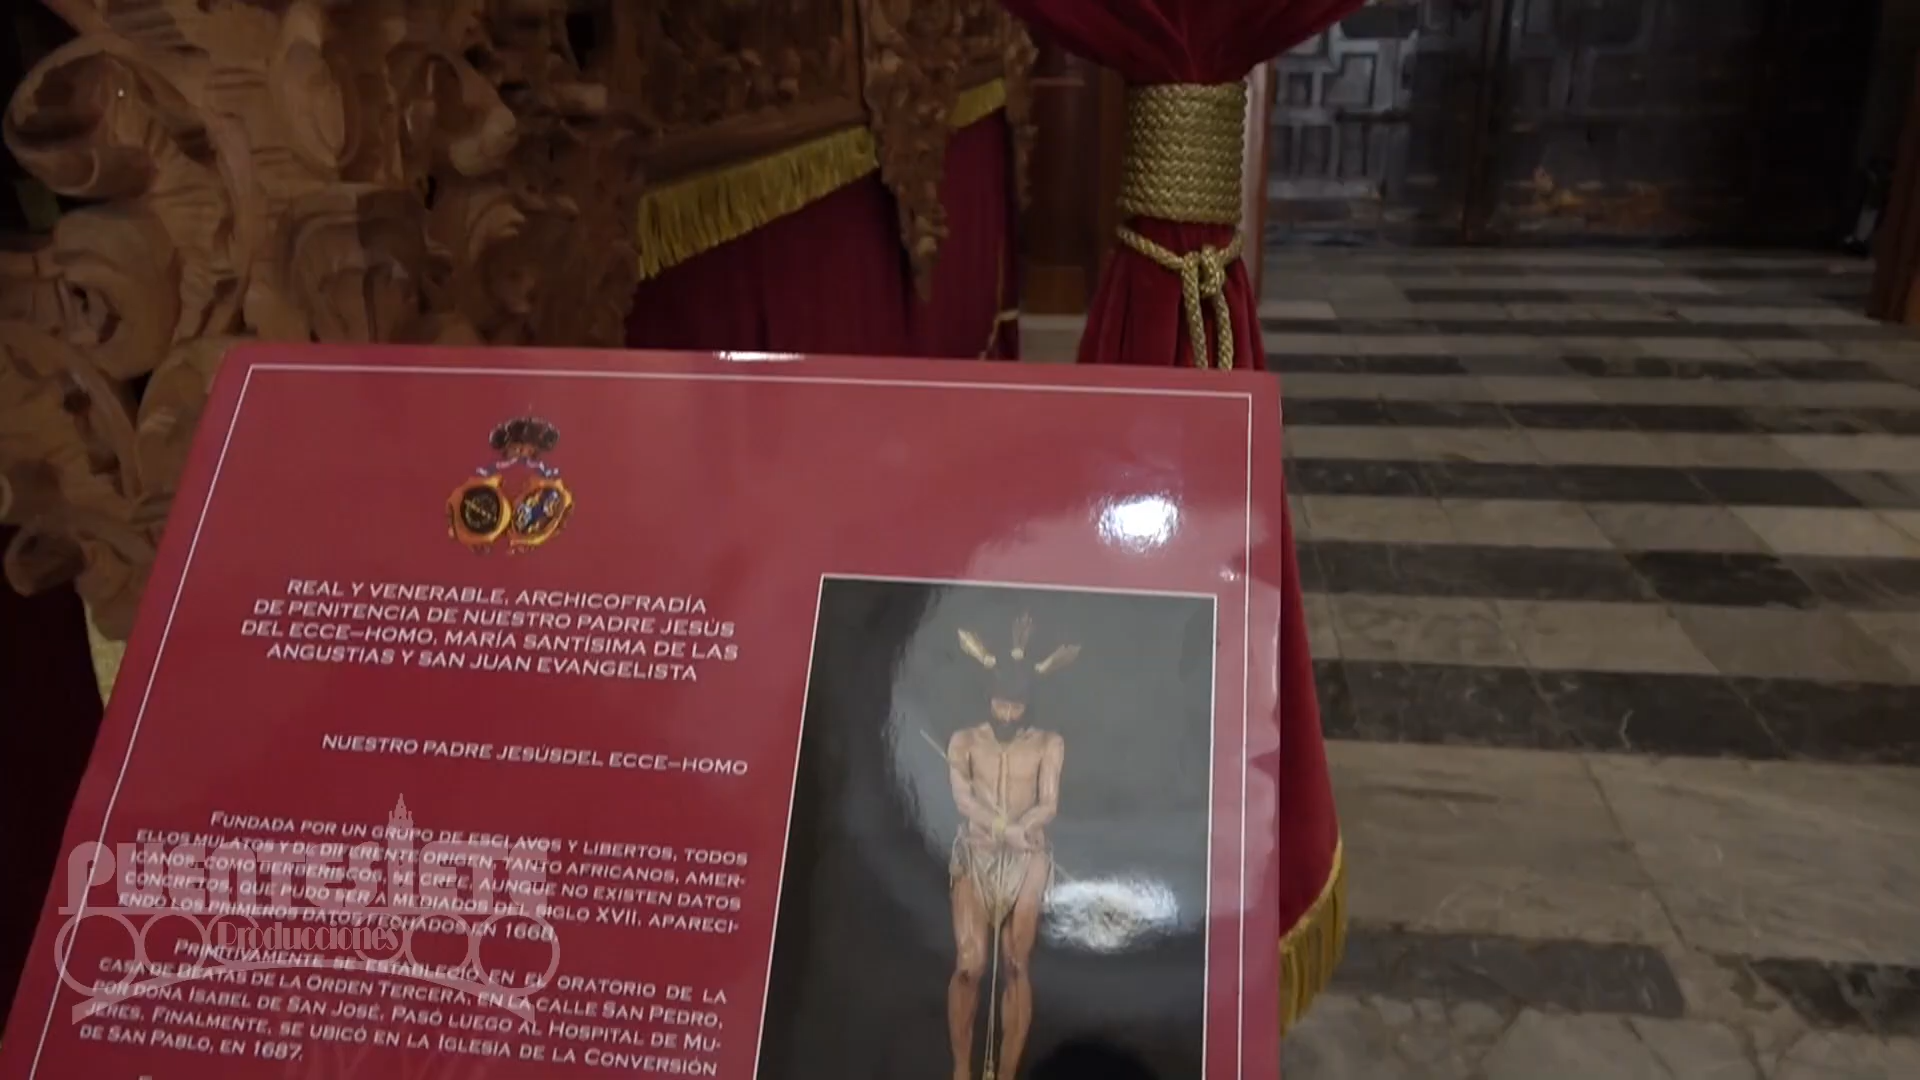 REAL Y VENERABLE, ARCHICOFRADÍA
DE PENITENCIA DE NUESTRO PADRE JESÚS
DEL ECCE-HOMO, MARÍA SANTÍSIMA DE LAS
ANGUSTIAS Y SAN JUAN EVANGELISTA
NUESTRO PADRE JESÚSDEL ECCE-HOMO
FUNDADA POR UN GRUPO DE ESCLAVOS Y LIBERTOS, TODOS
ELLOS MULATOS Y DE DIFERENTE ORIGEN, TANTO AFRICANOS, AMER-
ICANOS, COMO BERBERISCOS, SE CREE, AUNQUE NO EXISTEN DATOS
CONCRETOS, QUE PUDO SER A MEDIADOS DEL SIGLO XVII, APARECI-
ENDO LOS PRIMEROS DATOS FECHADOS EN 1668.
PRIMITIVAMENTE SE ESTABLECIÓ EN EL ORATORIO DE LA
CASA DE BEATAS DE LA ORDEN TERCERA, EN LA CALLE SAN PEDRO,
POR DOÑA ISABEL DE SAN JOSÉ, PASÓ LUEGO AL HOSPITAL DE MU-
JERES, FINALMENTE, SE UBICÓ EN LA IGLESIA DE LA CONVERSIÓN
DE SAN PABLO, EN 1687.
Producciones